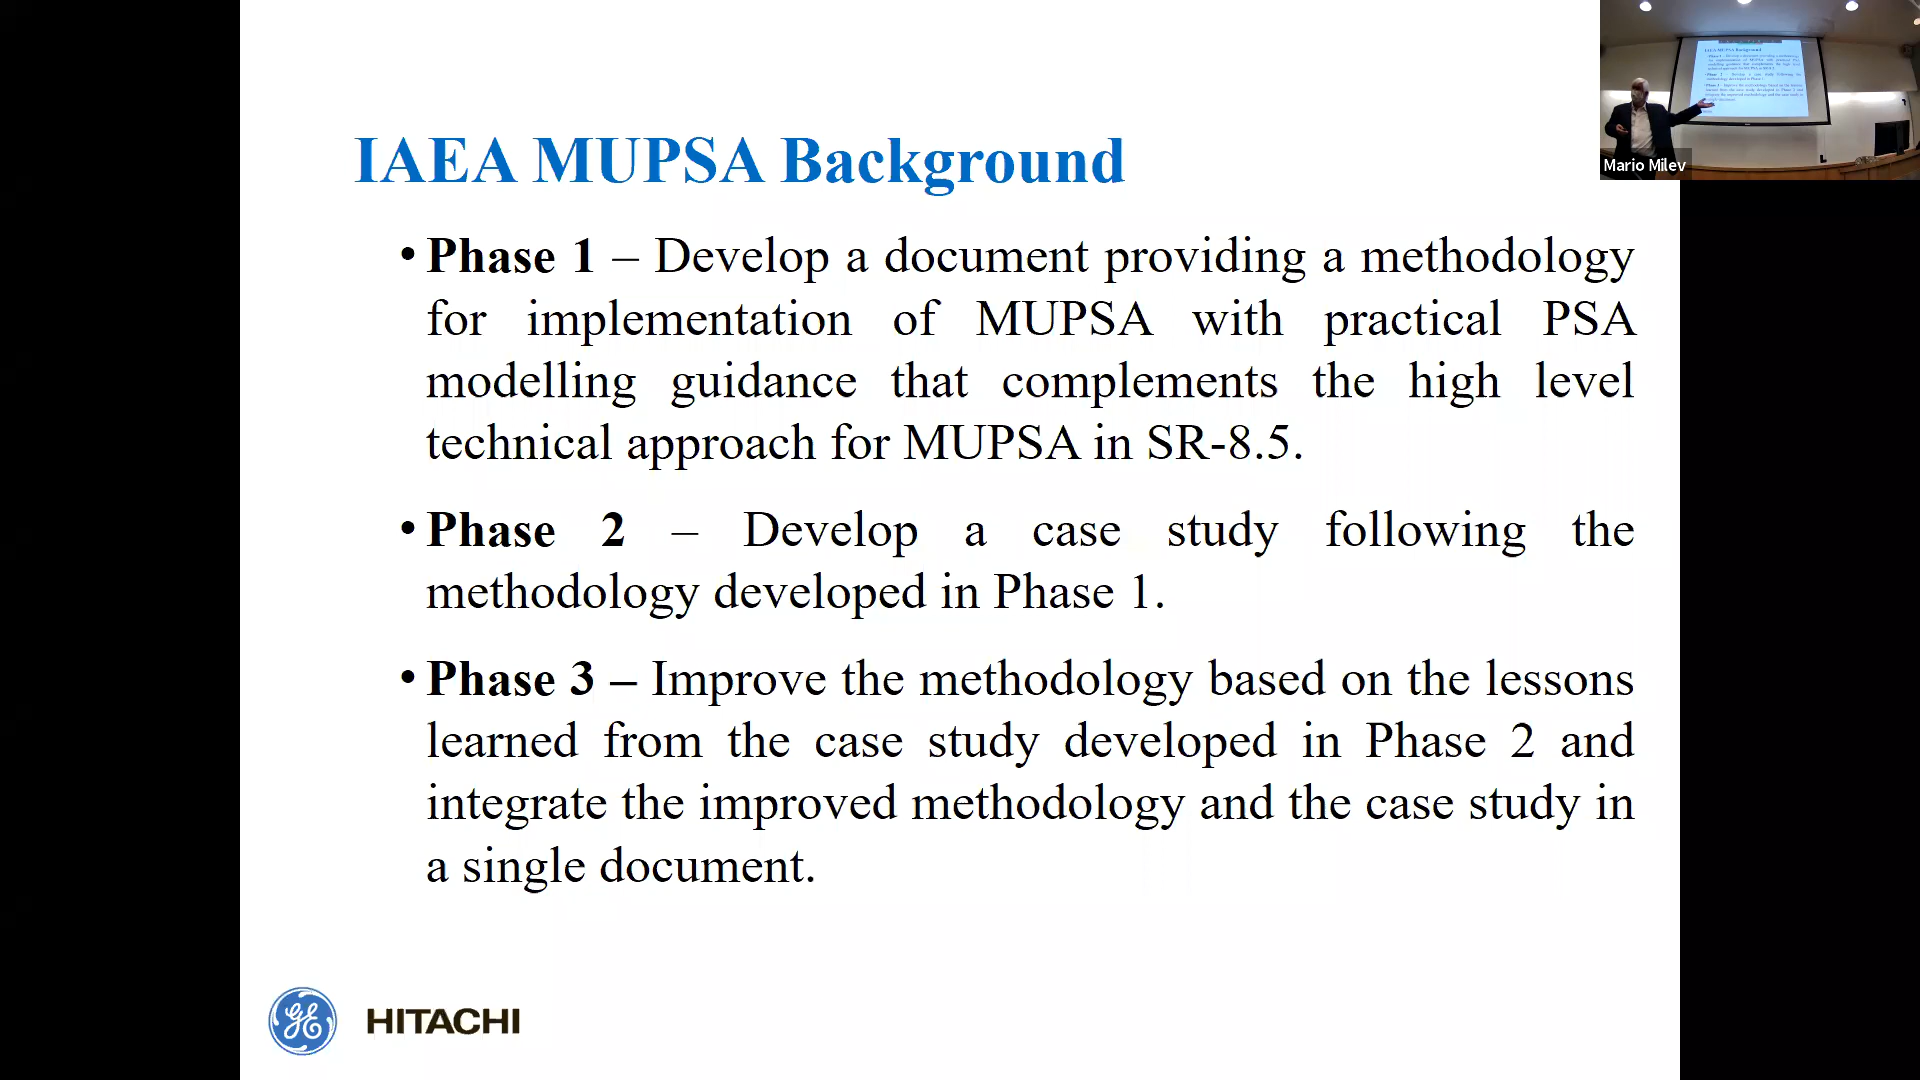 IAEA MUPSA Background
• Phase 1 – Develop a document providing a methodology
for implementation of MUPSA with practical PSA
modelling guidance that complements the high level
technical approach for MUPSA in SR-8.5.
• Phase 2 – Develop a case study following the
methodology developed in Phase 1.
• Phase 3 – Improve the methodology based on the lessons
learned from the case study developed in Phase 2 and
integrate the improved methodology and the case study in
a single document.
GE HITACHI
Mario Milev